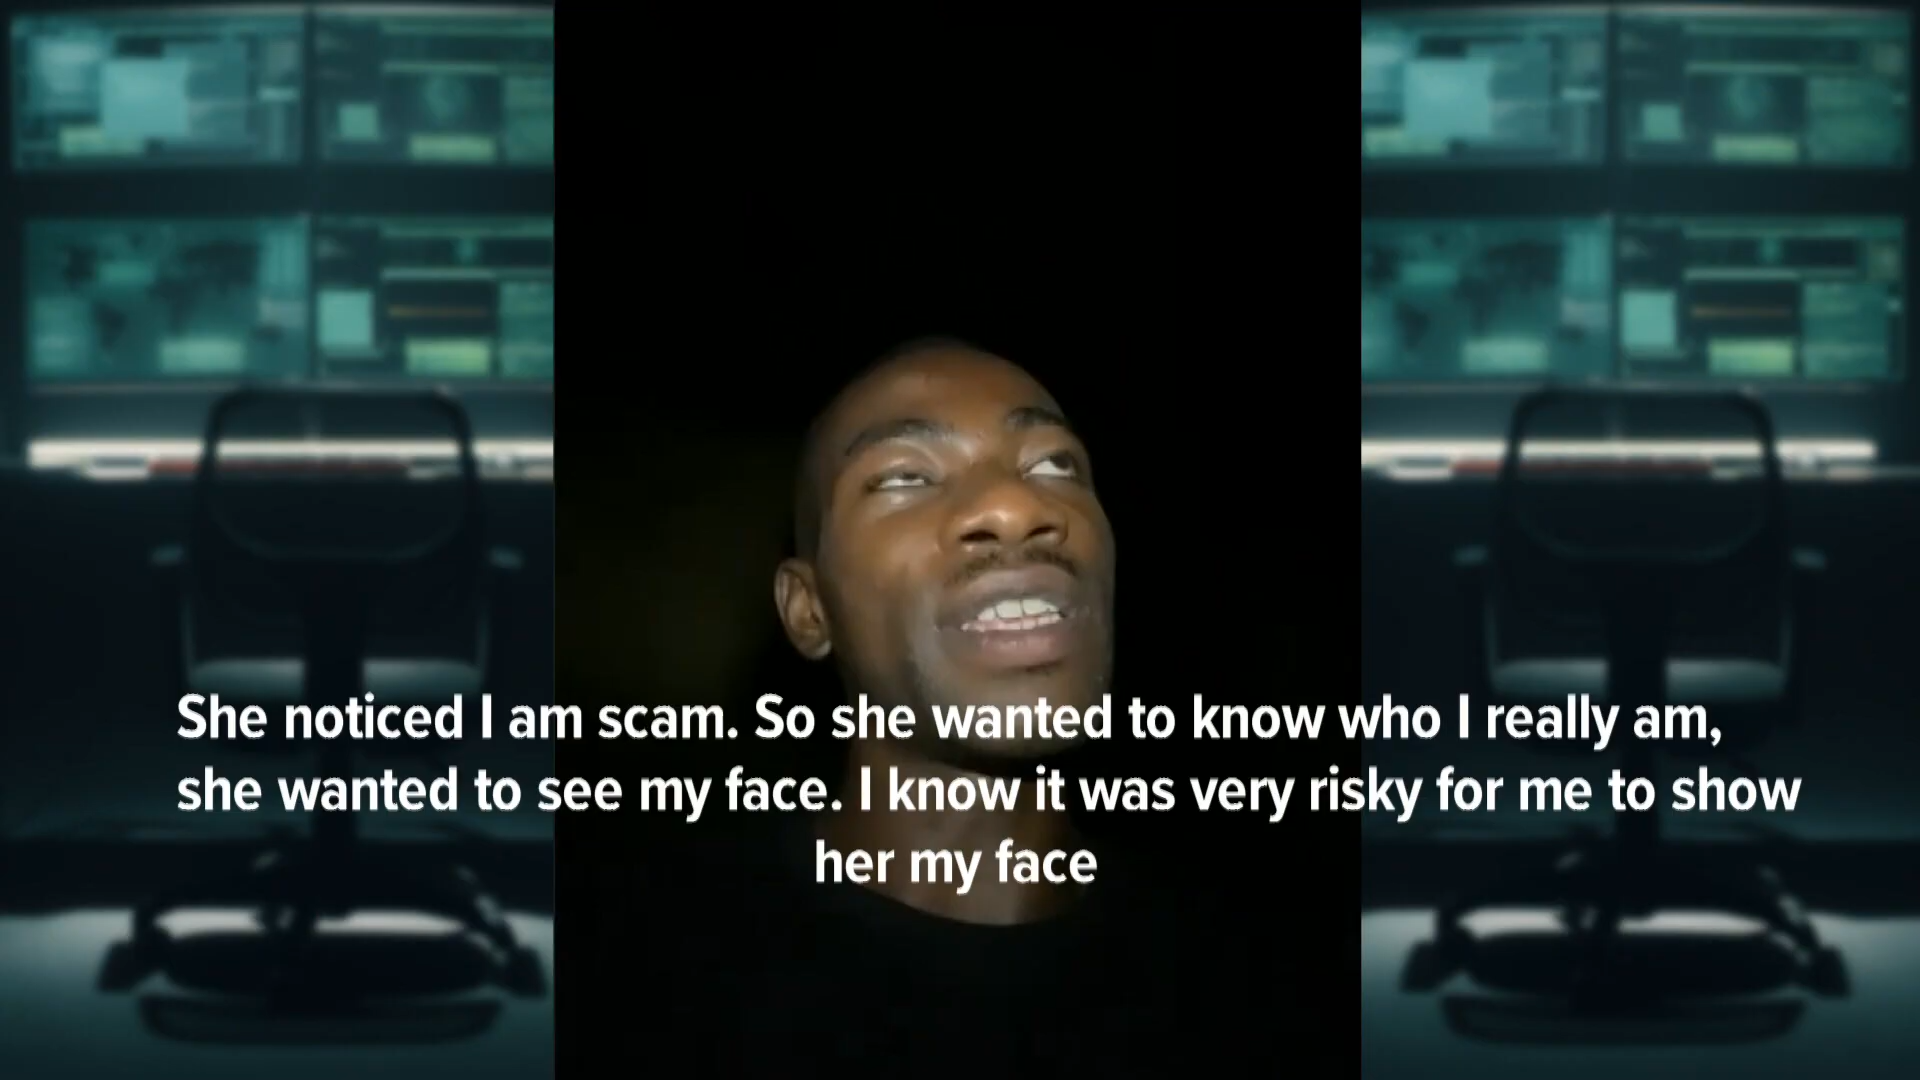 She noticed I am scam. So she wanted to know who I really am,
she wanted to see my face. I know it was very risky for me to show
her my face